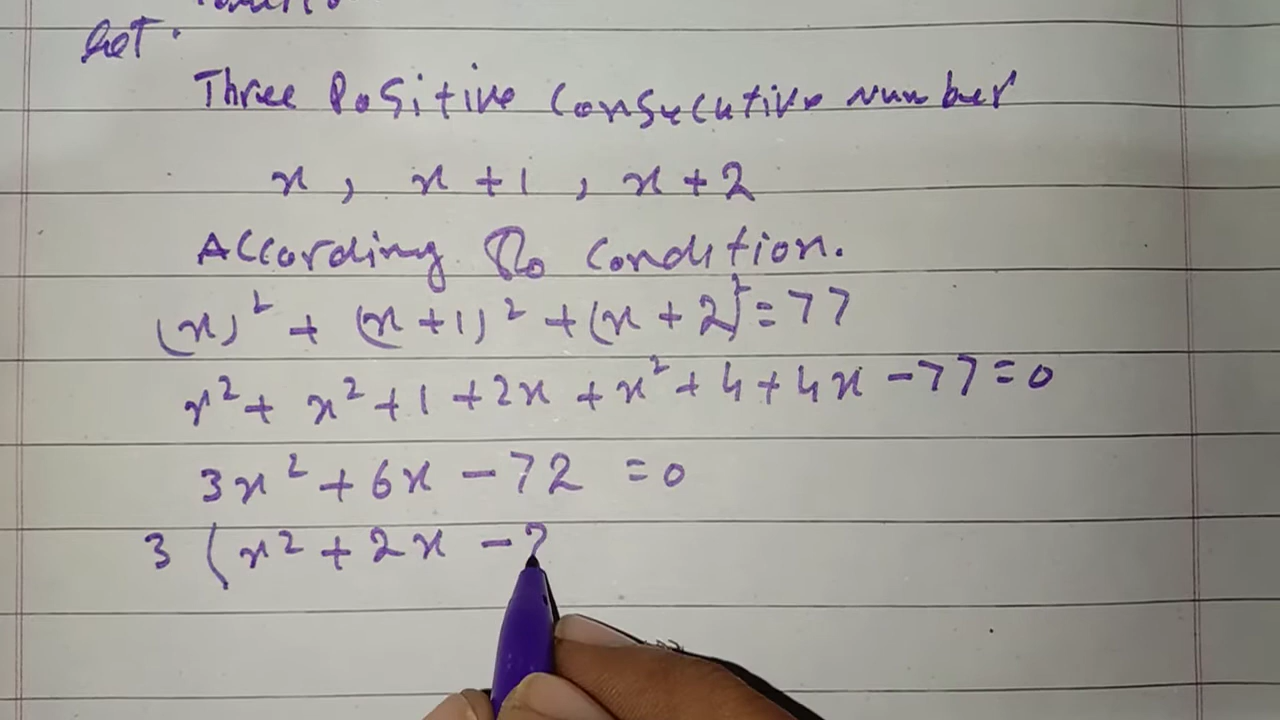 Let.
Three Positive Consecutive number
x , x + 1 , x + 2
According To Condition.
(x)² + (x + 1)² + (x + 2)² = 77
x² + x² + 1 + 2x + x² + 4 + 4x - 77 = 0
3x² + 6x - 72 = 0
3 (x² + 2x - 2